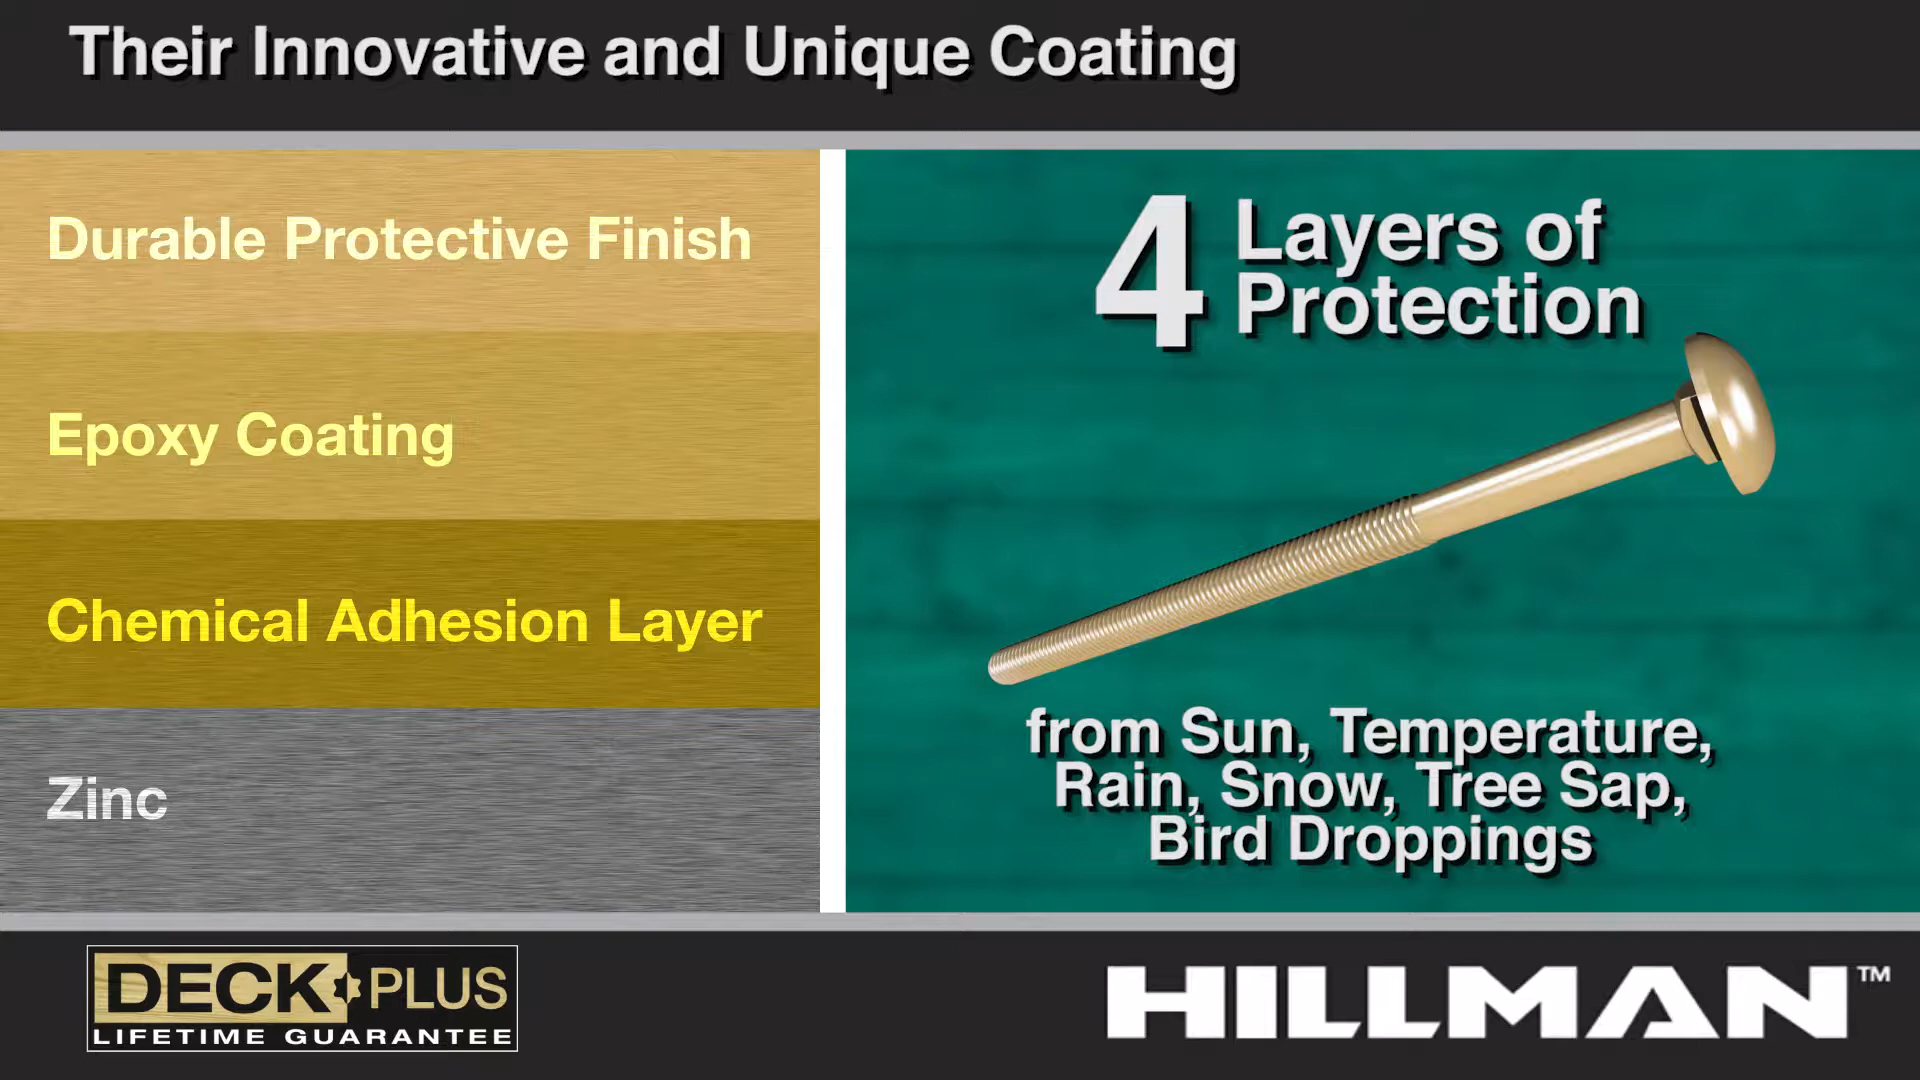 Their Innovative and Unique Coating
Durable Protective Finish
Epoxy Coating
Chemical Adhesion Layer
Zinc
4 Layers of
Protection
from Sun, Temperature,
Rain, Snow, Tree Sap,
Bird Droppings
DECK PLUS
LIFETIME GUARANTEE
HILLMAN™